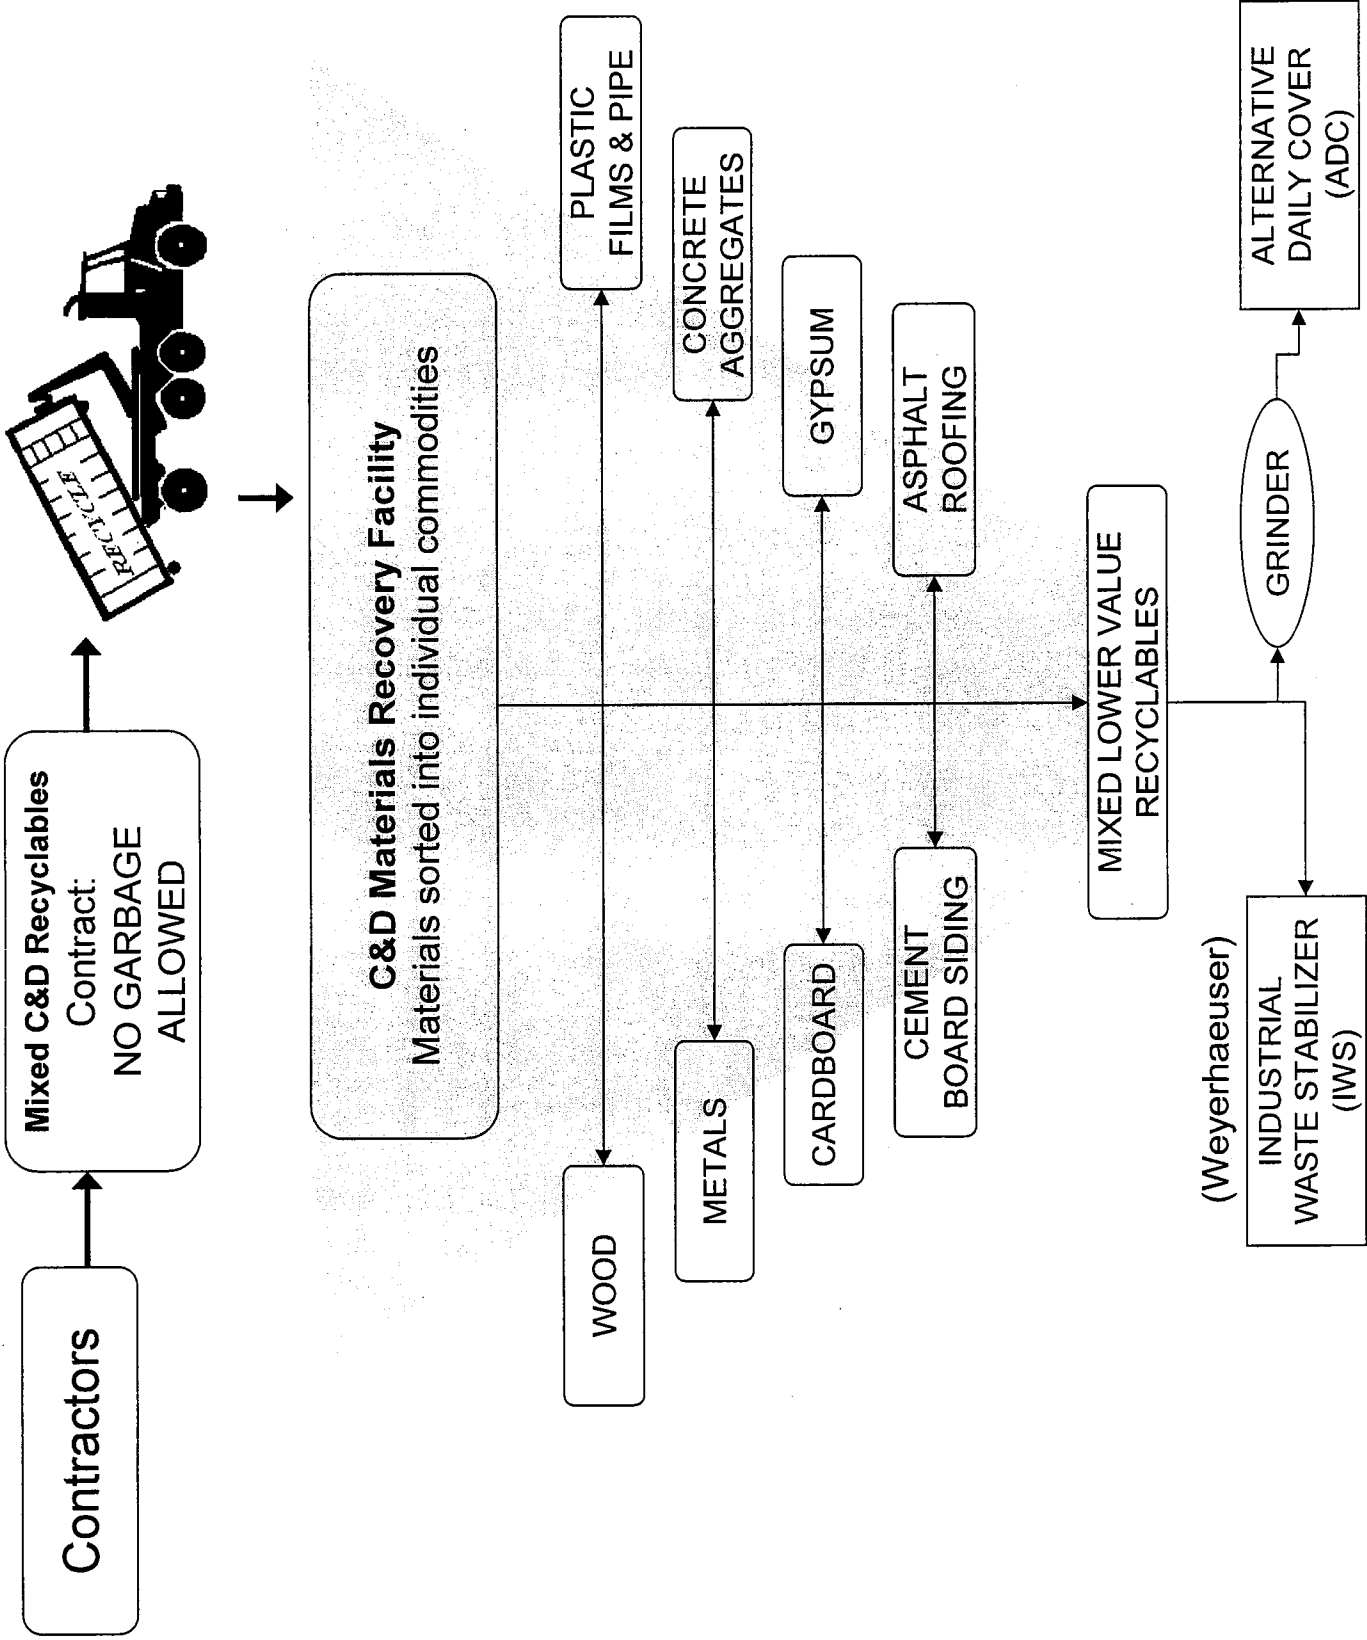 Contractors
Mixed C&D Recyclables
Contract:
NO GARBAGE
ALLOWED
RECYCLE
C&D Materials Recovery Facility
Materials sorted into individual commodities
WOOD
PLASTIC
FILMS & PIPE
METALS
CONCRETE
AGGREGATES
CARDBOARD
GYPSUM
CEMENT
BOARD SIDING
ASPHALT
ROOFING
MIXED LOWER VALUE
RECYCLABLES
(Weyerhaeuser)
INDUSTRIAL
WASTE STABILIZER
(IWS)
GRINDER
ALTERNATIVE
DAILY COVER
(ADC)